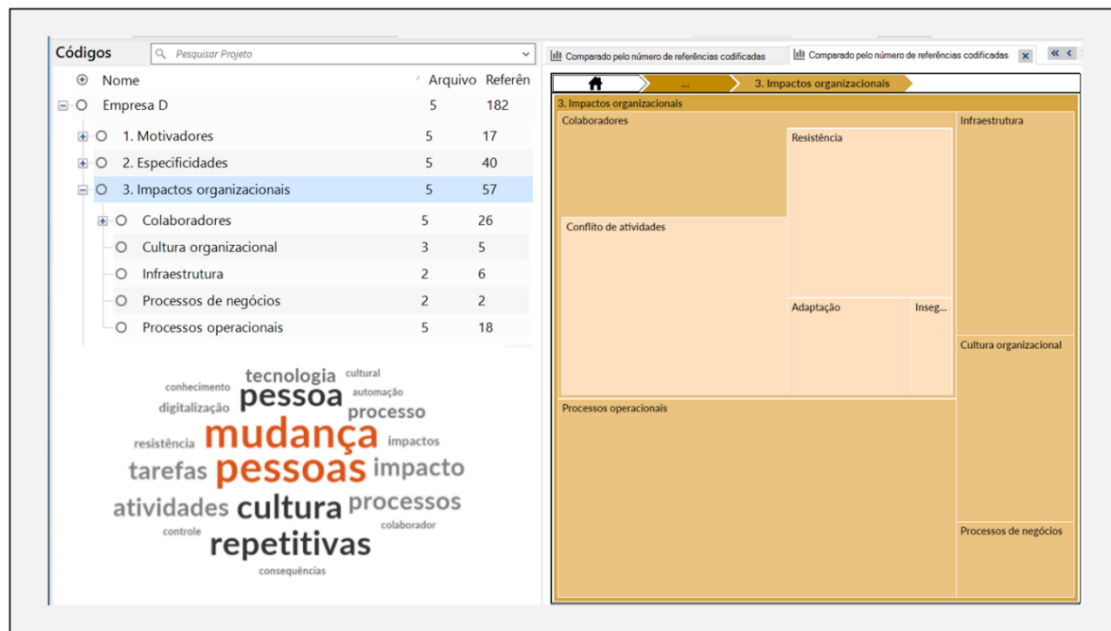 Códigos
Pesquisar Projeto
Nome Arquivo Referên
Empresa D 5 182
1. Motivadores 5 17
2. Especificidades 5 40
3. Impactos organizacionais 5 57
Colaboradores 5 26
Cultura organizacional 3 5
Infraestrutura 2 6
Processos de negócios 2 2
Processos operacionais 5 18
tecnologia cultural
conhecimento pessoa automação
digitalização processo
resistência mudança impactos
tarefas pessoas impacto
atividades cultura processos
controle repetitivas colaborador
consequências
Comparado pelo número de referências codificadas
Comparado pelo número de referências codificadas
... 3. Impactos organizacionais
3. Impactos organizacionais
Colaboradores
Resistência
Infraestrutura
Conflito de atividades
Adaptação
Inseg...
Cultura organizacional
Processos operacionais
Processos de negócios